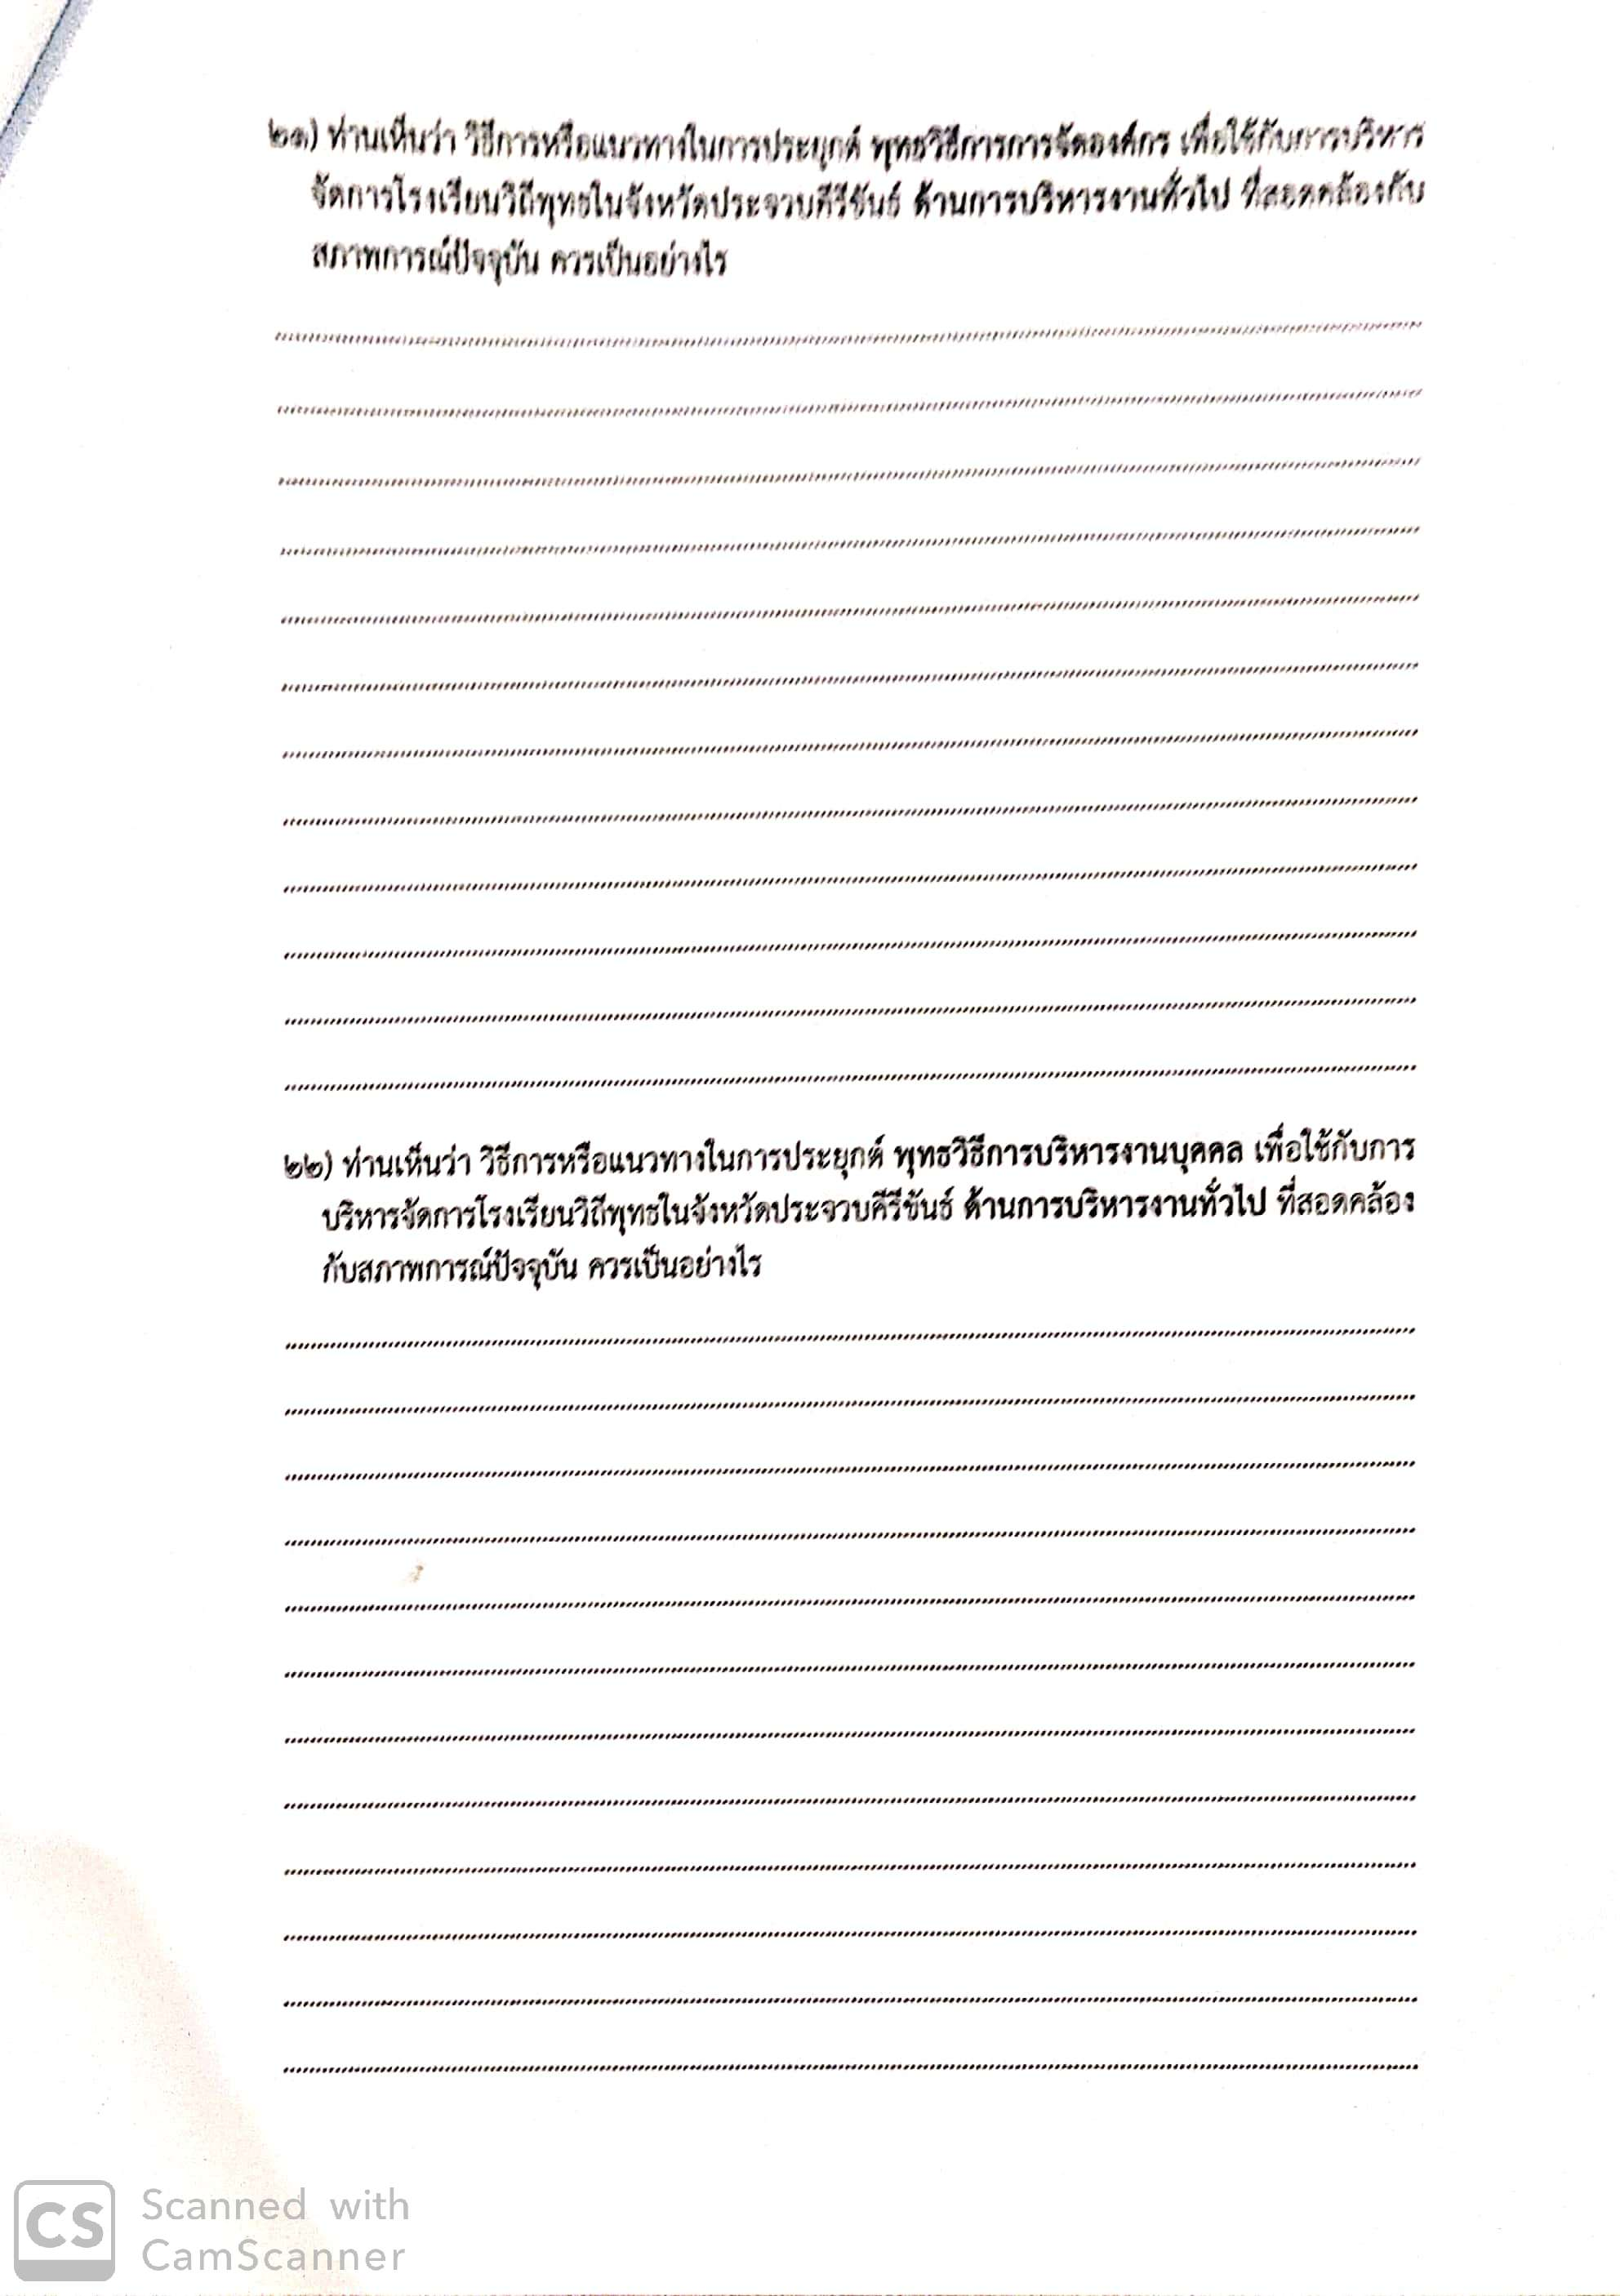 ๒๑) ท่านเห็นว่า วิธีการหรือแนวทางในการประยุกต์ พุทธวิธีการการจัดองค์กร เพื่อใช้กับการบริหาร
จัดการโรงเรียนวิถีพุทธในจังหวัดประจวบคีรีขันธ์ ด้านการบริหารงานทั่วไป ที่สอดคล้องกับ
สภาพการณ์ปัจจุบัน ควรเป็นอย่างไร
๒๒) ท่านเห็นว่า วิธีการหรือแนวทางในการประยุกต์ พุทธวิธีการบริหารงานบุคคล เพื่อใช้กับการ
บริหารจัดการโรงเรียนวิถีพุทธในจังหวัดประจวบคีรีขันธ์ ด้านการบริหารงานทั่วไป ที่สอดคล้อง
กับสภาพการณ์ปัจจุบัน ควรเป็นอย่างไร
CS Scanned with
CamScanner